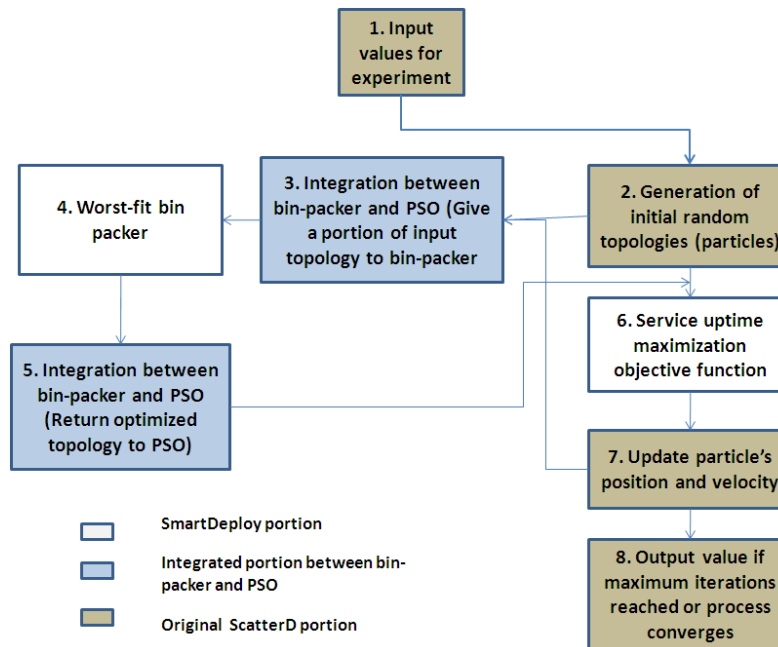 1. Input
values for
experiment
2. Generation of
initial random
topologies (particles)
3. Integration between
bin-packer and PSO (Give
a portion of input
topology to bin-packer
4. Worst-fit bin
packer
5. Integration between
bin-packer and PSO
(Return optimized
topology to PSO)
6. Service uptime
maximization
objective function
7. Update particle's
position and velocity
8. Output value if
maximum iterations
reached or process
converges
SmartDeploy portion
Integrated portion between bin-
packer and PSO
Original ScatterD portion